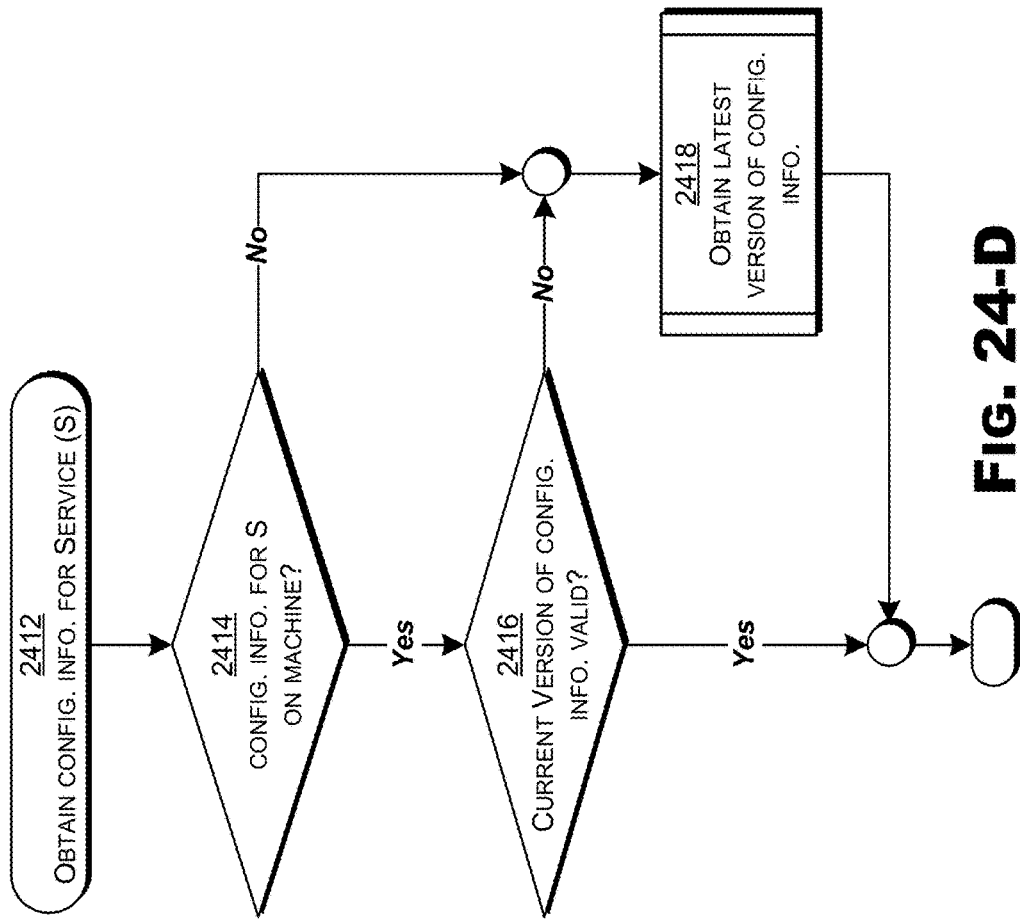 2412
OBTAIN CONFIG. INFO. FOR SERVICE (S)
2414
CONFIG. INFO. FOR S
ON MACHINE?
No
Yes
2416
CURRENT VERSION OF CONFIG.
INFO. VALID?
No
Yes
2418
OBTAIN LATEST
VERSION OF CONFIG.
INFO.
FIG. 24-D